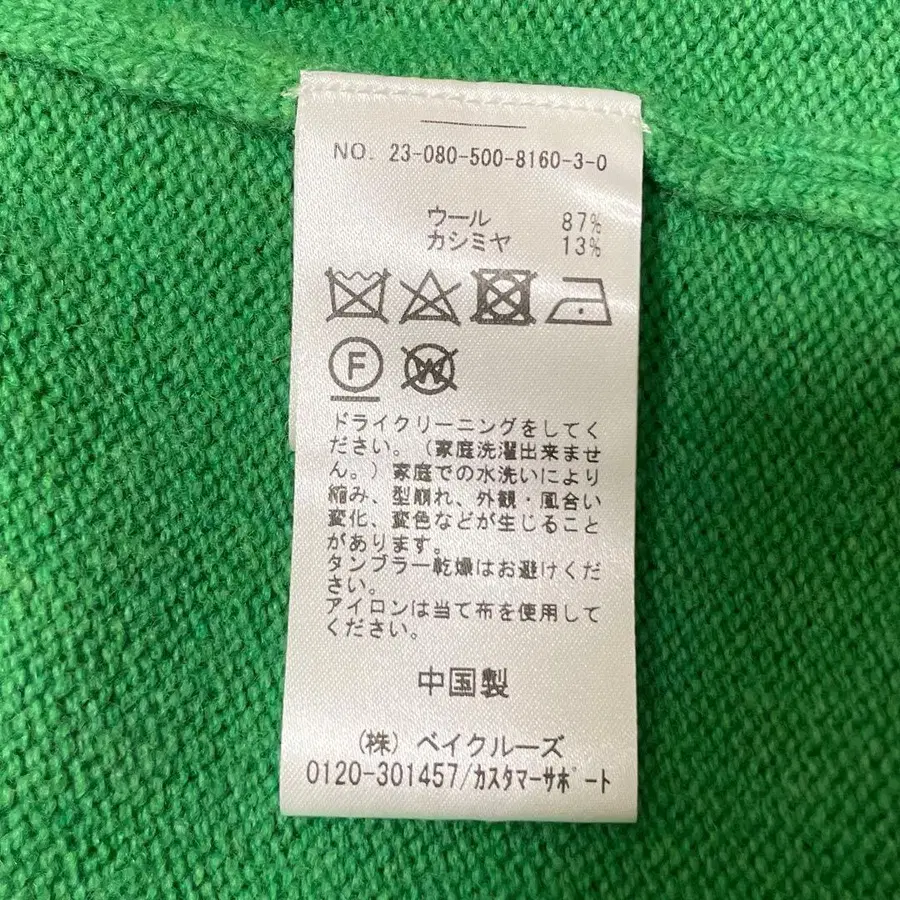 NO. 23-080-500-8160-3-0
ウール 87%
カシミヤ 13%
F
W
ドライクリーニングをしてく
ださい。(家庭洗濯出来ませ
ん。)家庭での水洗いにより
縮み、型崩れ、外観・風合い
変化、変色などが生じること
があります。
タンブラー乾燥はお避けくだ
さい。
アイロンは当て布を使用して
ください。
中国製
(株) ベイクルーズ
0120-301457/カスタマーサポート